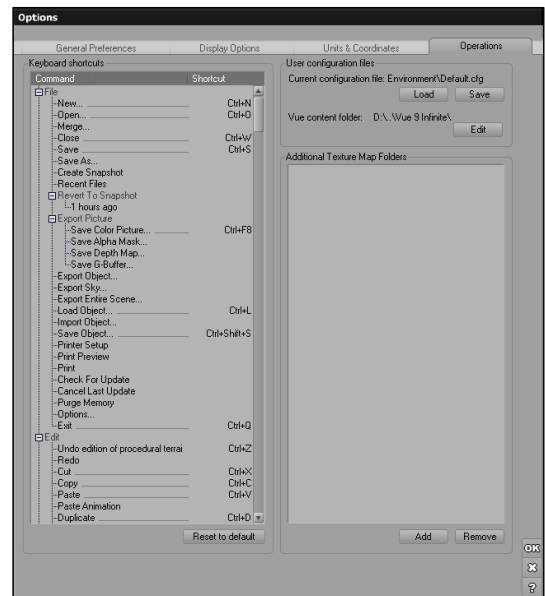 Options
General Preferences Display Options Units & Coordinates Operations
Keyboard shortcuts
Command Shortcut
File
New... Ctrl+N
Open... Ctrl+O
Merge...
Close Ctrl+W
Save Ctrl+S
Save As...
Create Snapshot
Recent Files
Revert To Snapshot
1 hours ago
Export Picture
Save Color Picture... Ctrl+F8
Save Alpha Mask...
Save Depth Map...
Save G-Buffer...
Export Object...
Export Sky...
Export Entire Scene...
Load Object... Ctrl+L
Import Object...
Save Object... Ctrl+Shift+S
Printer Setup
Print Preview
Print
Check For Update
Cancel Last Update
Purge Memory
Options...
Exit Ctrl+Q
Edit
Undo edition of procedural terrai Ctrl+Z
Redo
Cut Ctrl+X
Copy Ctrl+C
Paste Ctrl+V
Paste Animation
Duplicate Ctrl+D
Reset to default
User configuration files
Current configuration file: Environment\Default.cfg
Load Save
Vue content folder: D:\..\Vue 9 Infinite\
Edit
Additional Texture Map Folders
Add Remove
OK
?